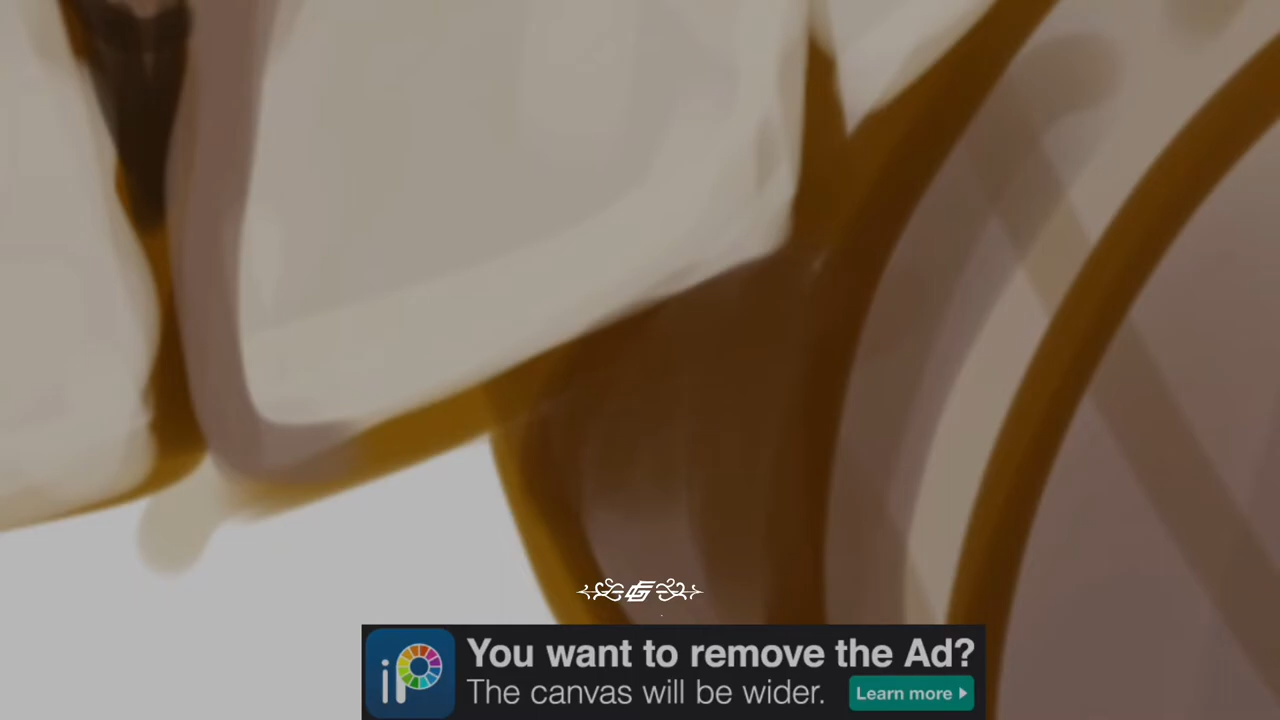 You want to remove the Ad?
The canvas will be wider.
Learn more